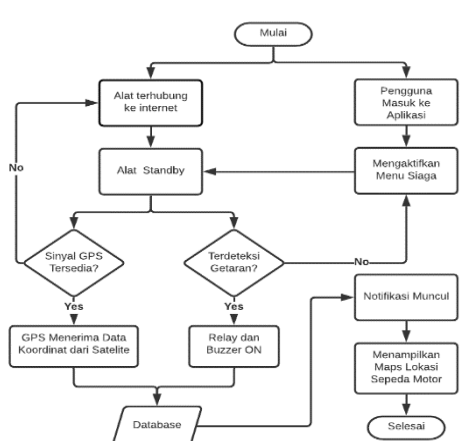 Mulai
Alat terhubung
ke internet
Pengguna
Masuk ke
Aplikasi
Alat Standby
Mengaktifkan
Menu Siaga
No
Sinyal GPS
Tersedia?
Terdeteksi
Getaran?
No
Yes
Yes
Notifikasi Muncul
GPS Menerima Data
Koordinat dari Satelite
Relay dan
Buzzer ON
Menampilkan
Maps Lokasi
Sepeda Motor
Database
Selesai